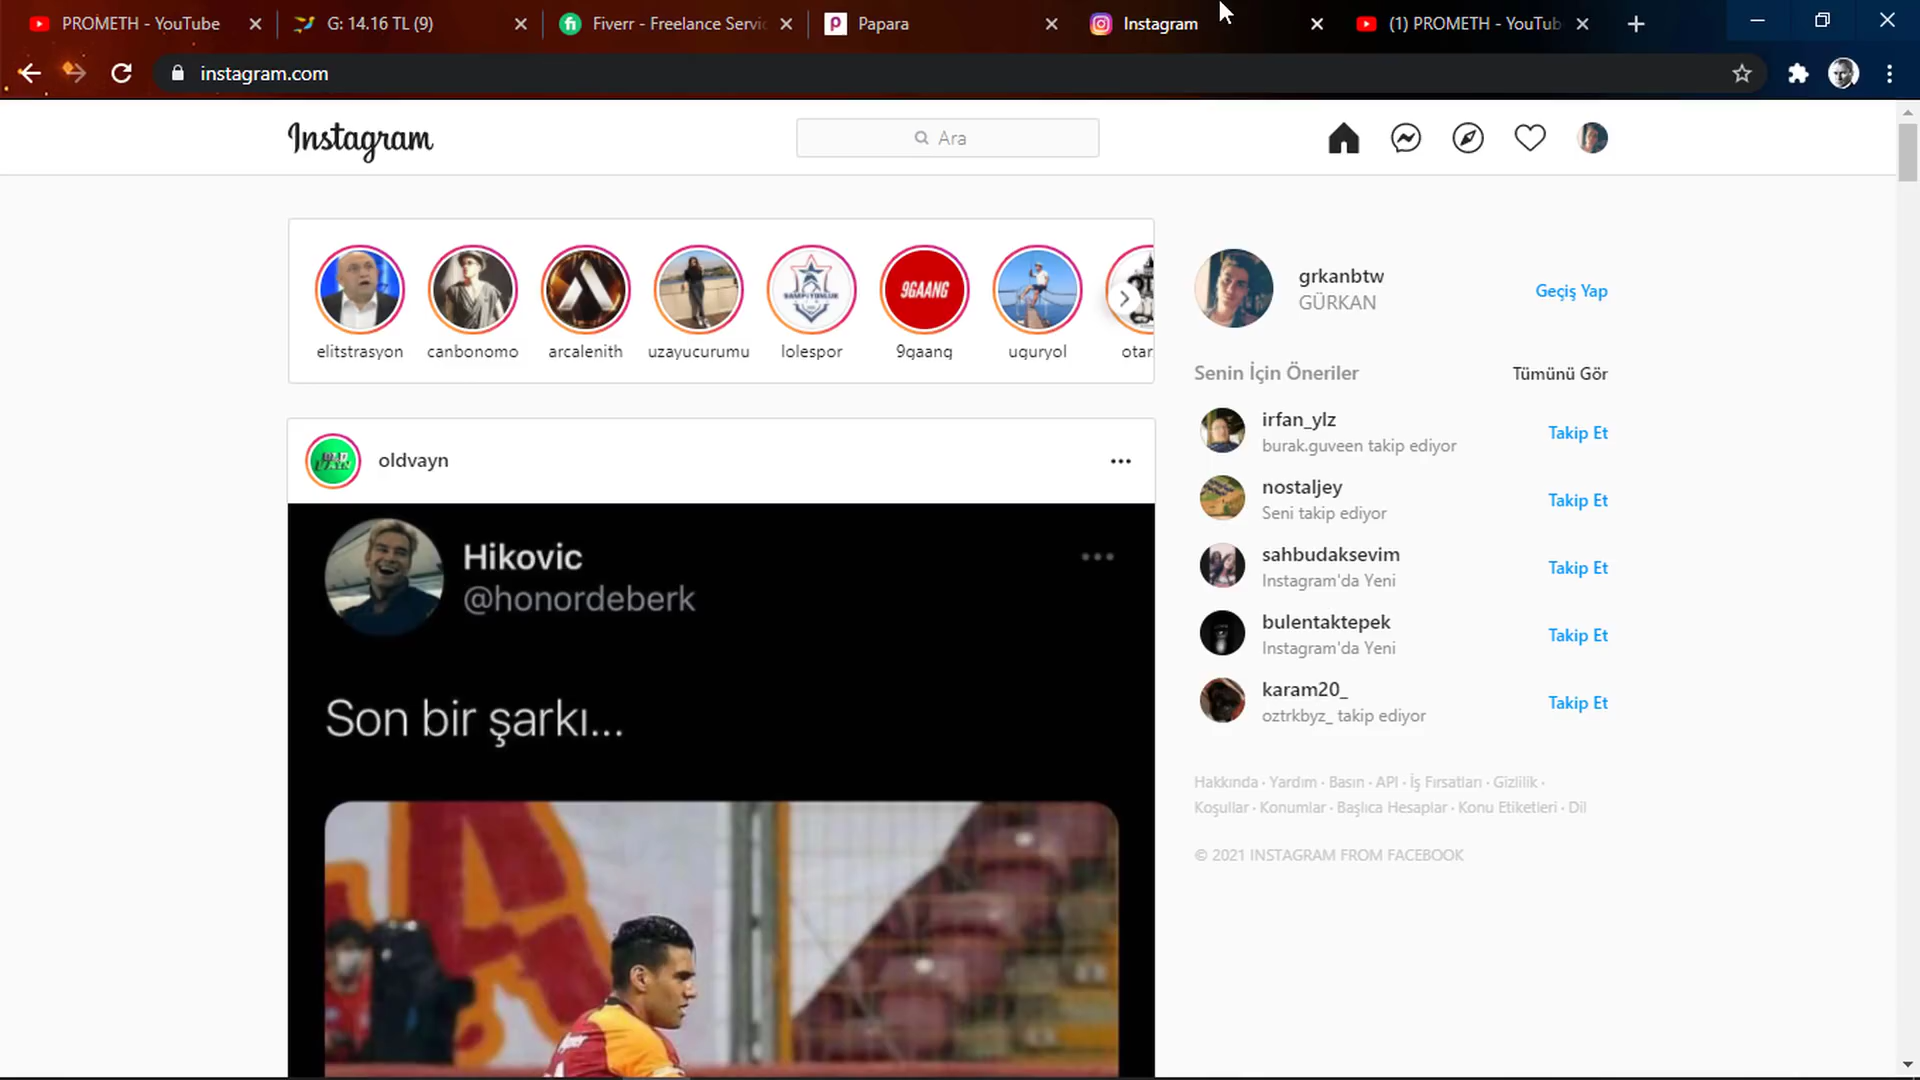 PROMETH - YouTube
G: 14.16 TL (9)
Fiverr - Freelance Servic
Papara
Instagram
(1) PROMETH - YouTub
instagram.com
Instagram
Ara
elitstrasyon
canbonomo
arcalenith
uzayucurumu
lolespor
9gaang
uguryol
otar
9GAANG
grkanbtw
GÜRKAN
Geçiş Yap
Senin İçin Öneriler
Tümünü Gör
irfan_ylz
burak.guveen takip ediyor
Takip Et
nostaljey
Seni takip ediyor
Takip Et
sahbudaksevim
Instagram'da Yeni
Takip Et
bulentaktepek
Instagram'da Yeni
Takip Et
karam20_
oztrkbyz_ takip ediyor
Takip Et
Hakkında · Yardım · Basın · API · İş Fırsatları · Gizlilik ·
Koşullar · Konumlar · Başlıca Hesaplar · Konu Etiketleri · Dil
© 2021 INSTAGRAM FROM FACEBOOK
oldvayn
Hikovic
@honordeberk
Son bir şarkı...